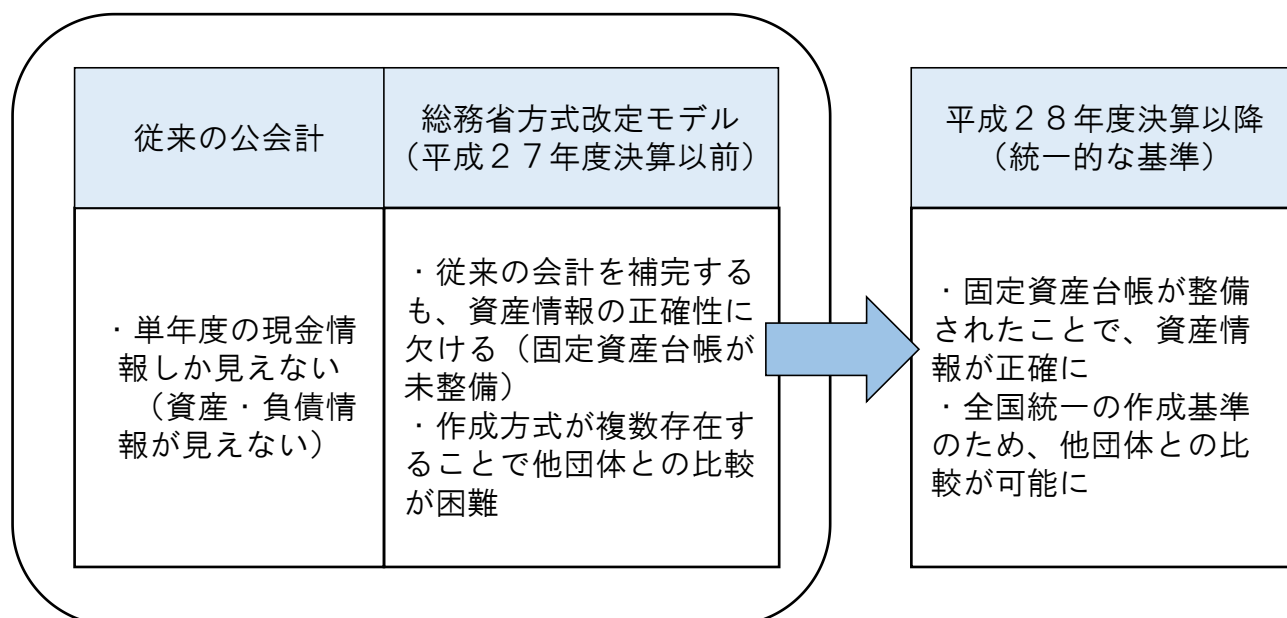 従来の公会計
総務省方式改定モデル
（平成２７年度決算以前）
平成２８年度決算以降
（統一的な基準）
・単年度の現金情
報しか見えない
（資産・負債情
報が見えない）
・従来の会計を補完する
も、資産情報の正確性に
欠ける（固定資産台帳が
未整備）
・作成方式が複数存在す
ることで他団体との比較
が困難
・固定資産台帳が整備
されたことで、資産情
報が正確に
・全国統一の作成基準
のため、他団体との比
較が可能に